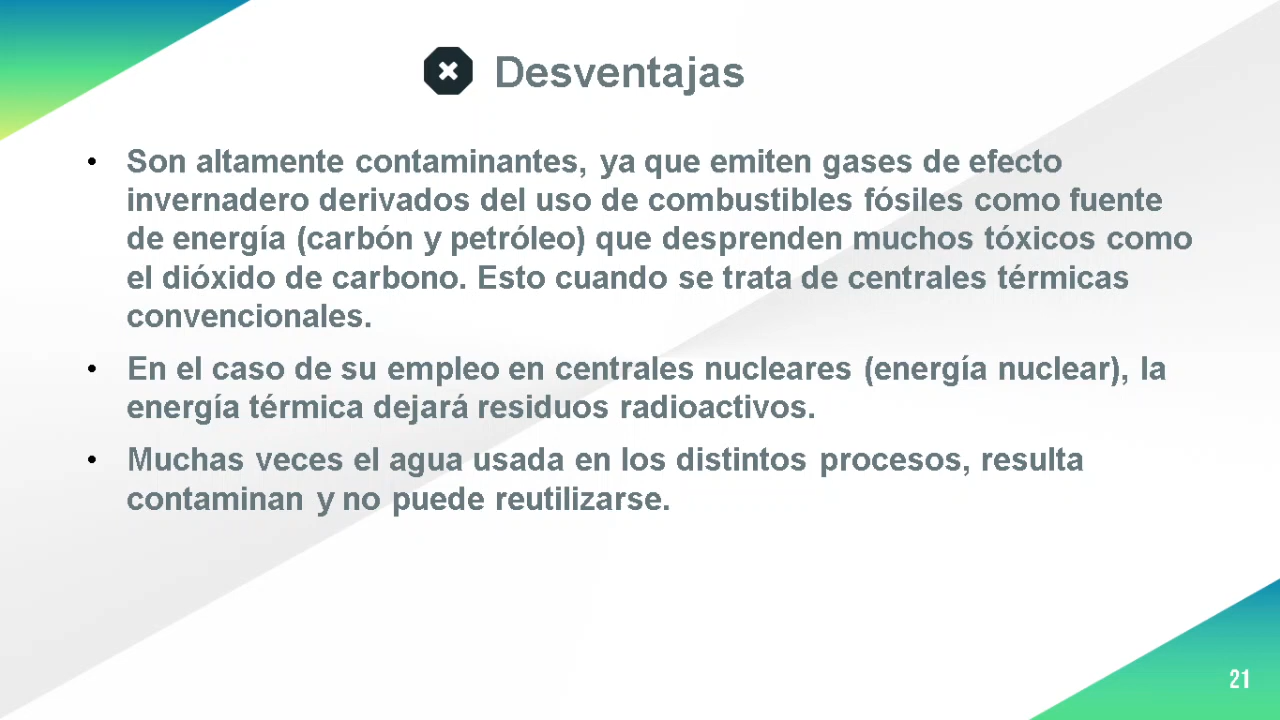 Desventajas
• Son altamente contaminantes, ya que emiten gases de efecto
invernadero derivados del uso de combustibles fósiles como fuente
de energía (carbón y petróleo) que desprenden muchos tóxicos como
el dióxido de carbono. Esto cuando se trata de centrales térmicas
convencionales.
• En el caso de su empleo en centrales nucleares (energía nuclear), la
energía térmica dejará residuos radioactivos.
• Muchas veces el agua usada en los distintos procesos, resulta
contaminan y no puede reutilizarse.
21